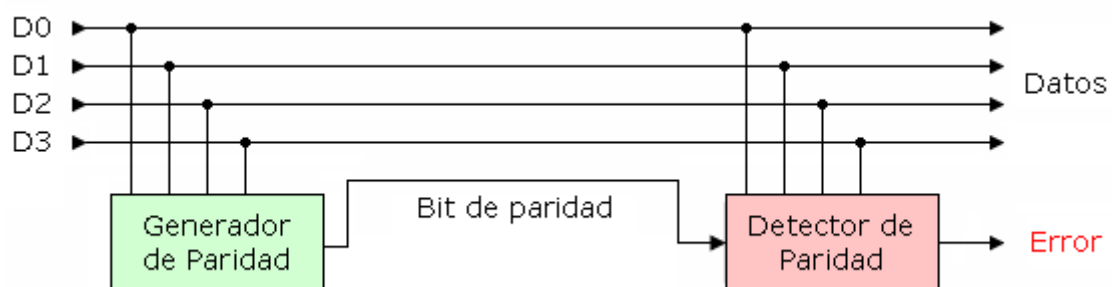 D0
D1
D2
D3
Datos
Bit de paridad
Generador
de Paridad
Detector de
Paridad
Error